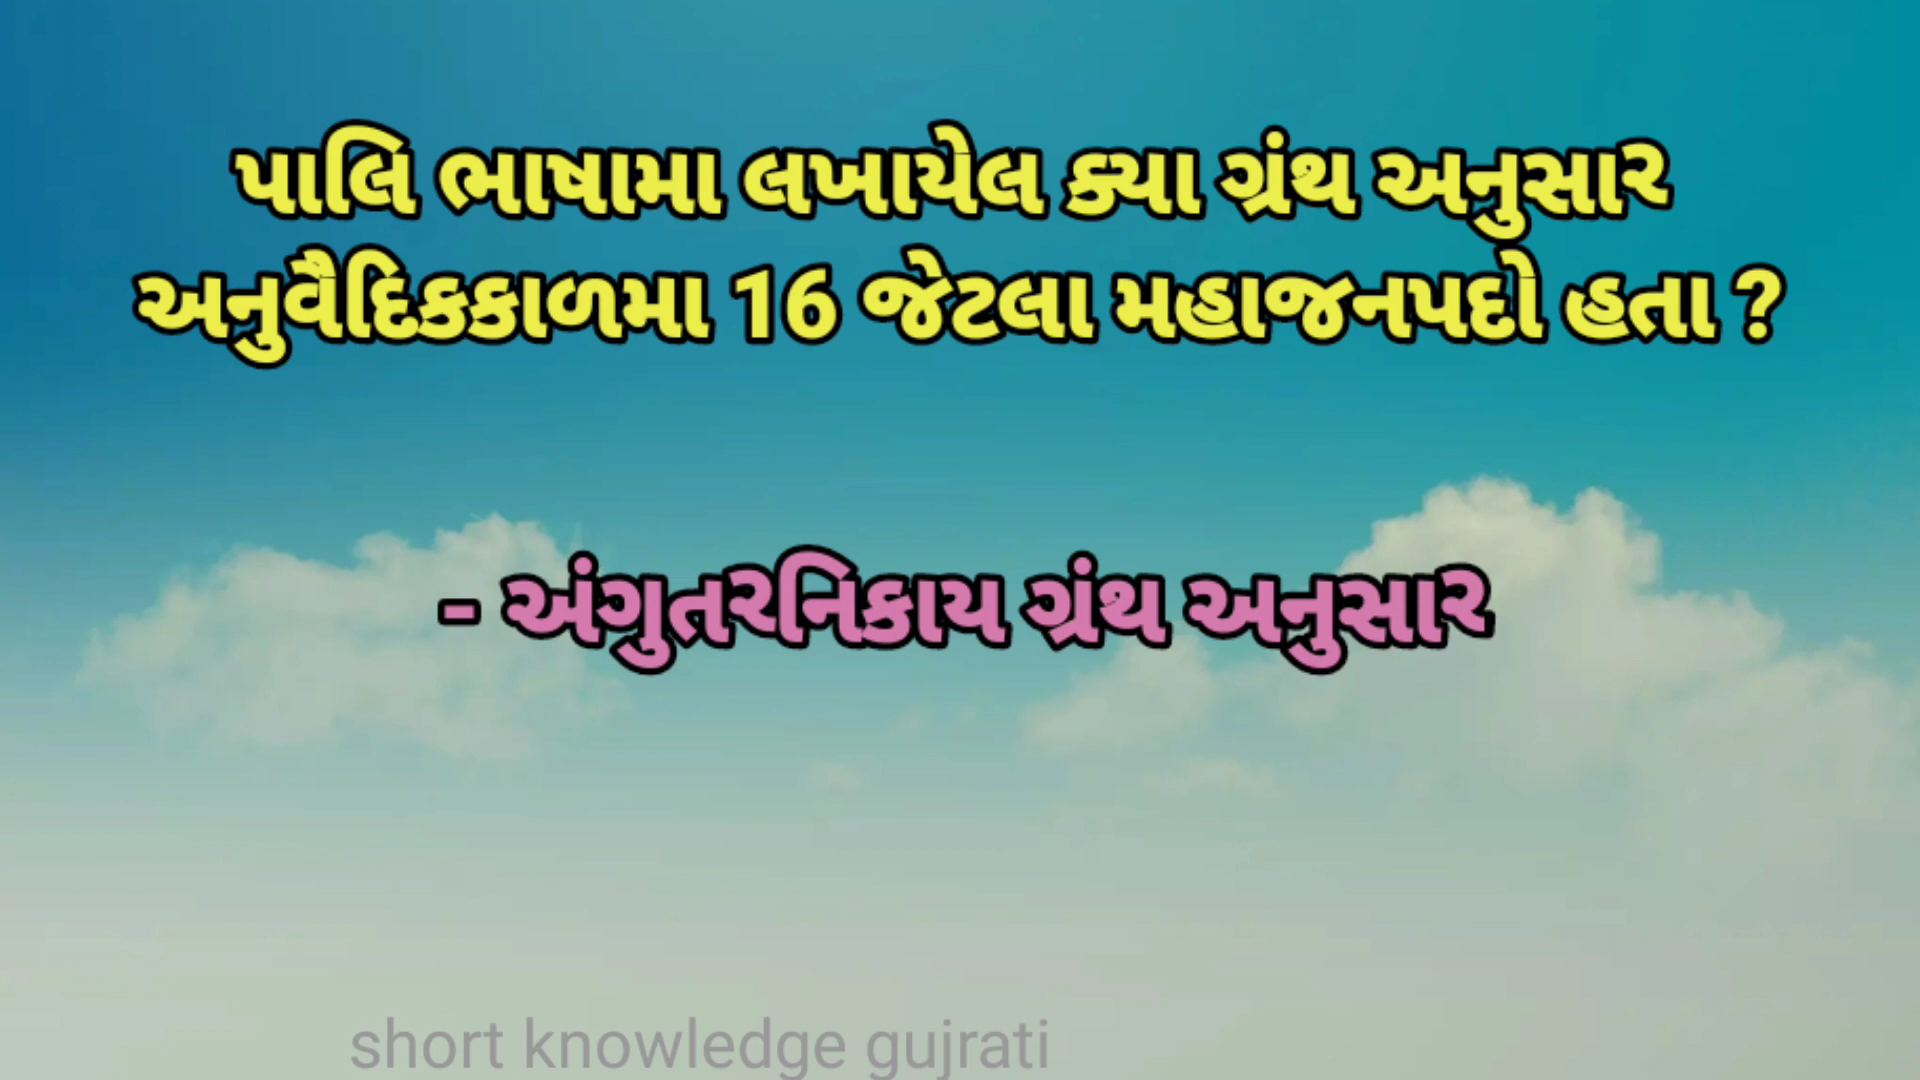 પાલિ ભાષામા લખાયેલ ક્યા ગ્રંથ અનુસાર
અનુવૈદિકકાળમા 16 જેટલા મહાજનપદો હતા ?
- અંગુતરનિકાય ગ્રંથ અનુસાર
short knowledge gujrati